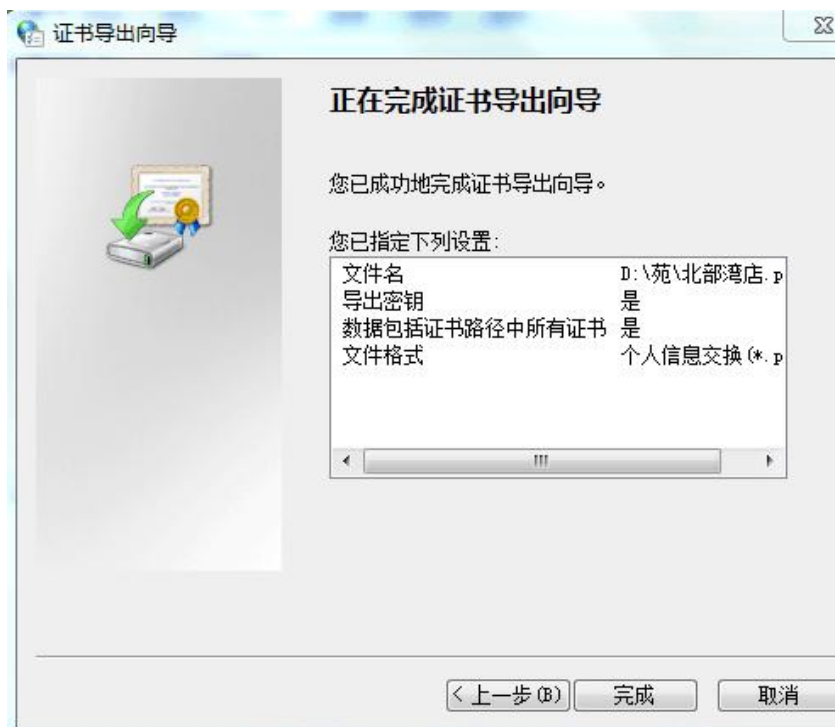 证书导出向导
正在完成证书导出向导
您已成功地完成证书导出向导。
您已指定下列设置:
文件名 D:\苑\北部湾店.p
导出密钥 是
数据包括证书路径中所有证书 是
文件格式 个人信息交换(*.p
<上一步(B) 完成 取消